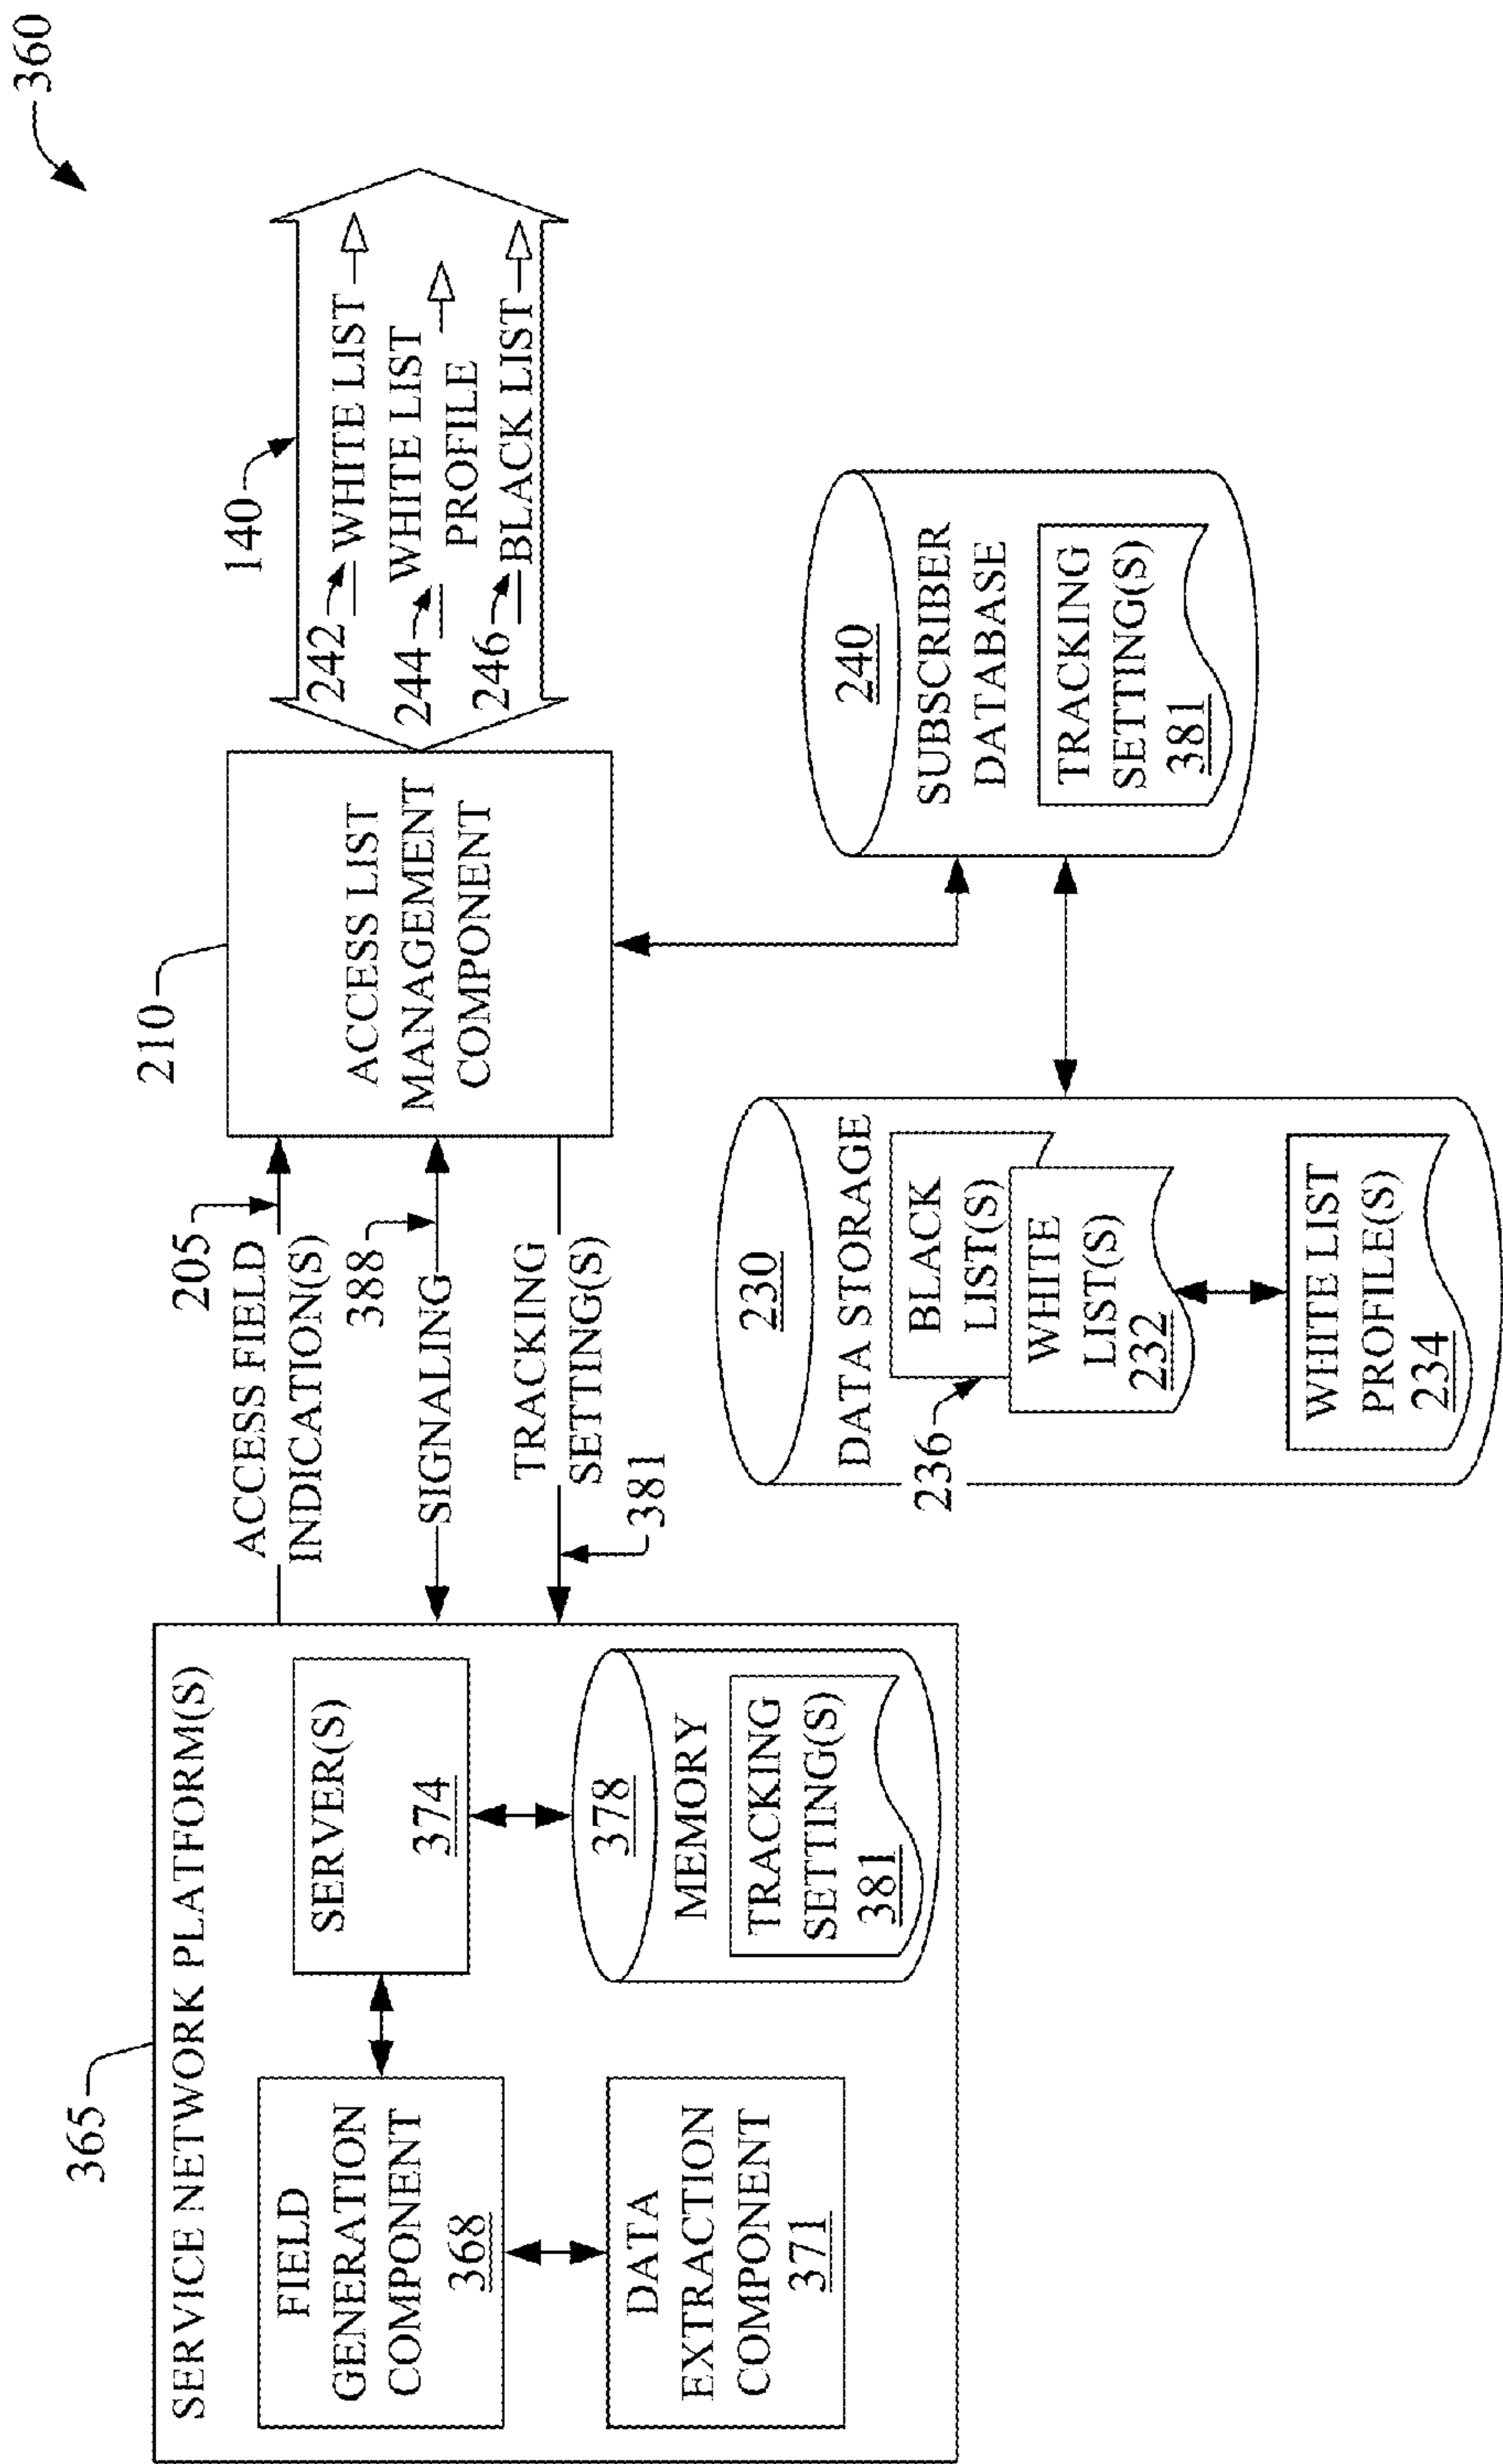 360
365
SERVICE NETWORK PLATFORM(S)
FIELD
GENERATION
COMPONENT
368
DATA
EXTRACTION
COMPONENT
371
SERVER(S)
374
378
MEMORY
TRACKING
SETTING(S)
381
ACCESS FIELD
INDICATION(S)
205
SIGNALING
388
TRACKING
SETTING(S)
381
210
ACCESS LIST
MANAGEMENT
COMPONENT
140
242
WHITE LIST
244
WHITE LIST
PROFILE
246
BLACK LIST
230
DATA STORAGE
236
BLACK
LIST(S)
WHITE
LIST(S)
232
WHITE LIST
PROFILE(S)
234
240
SUBSCRIBER
DATABASE
TRACKING
SETTING(S)
381